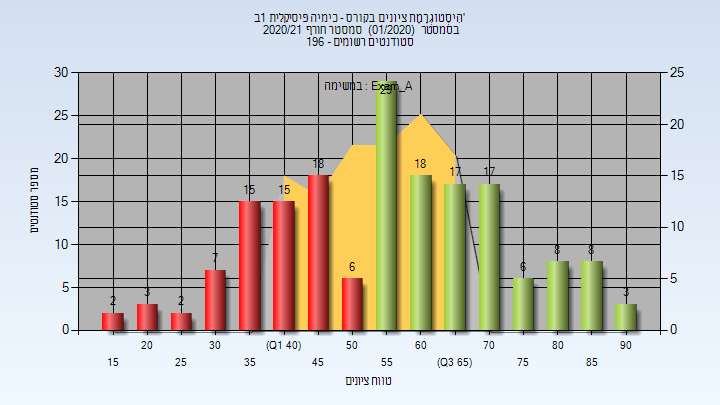 'הִיסְטוֹגְרָמַת ציונים בקורס - כימיה פיסיקלית 1ב
בסמסטר (01/2020) סמסטר חורף 2020/21
סטודנטים רשומים - 196
במשימה : Exam_A
מספר סטודנטים
30 25 20 15 10 5 0
25 20 15 10 5 0
2 3 2 7 15 15 18 6 29 18 17 17 6 8 8 3
20 30 (Q1 40) 50 60 70 80 90
15 25 35 45 55 (Q3 65) 75 85
טווח ציונים